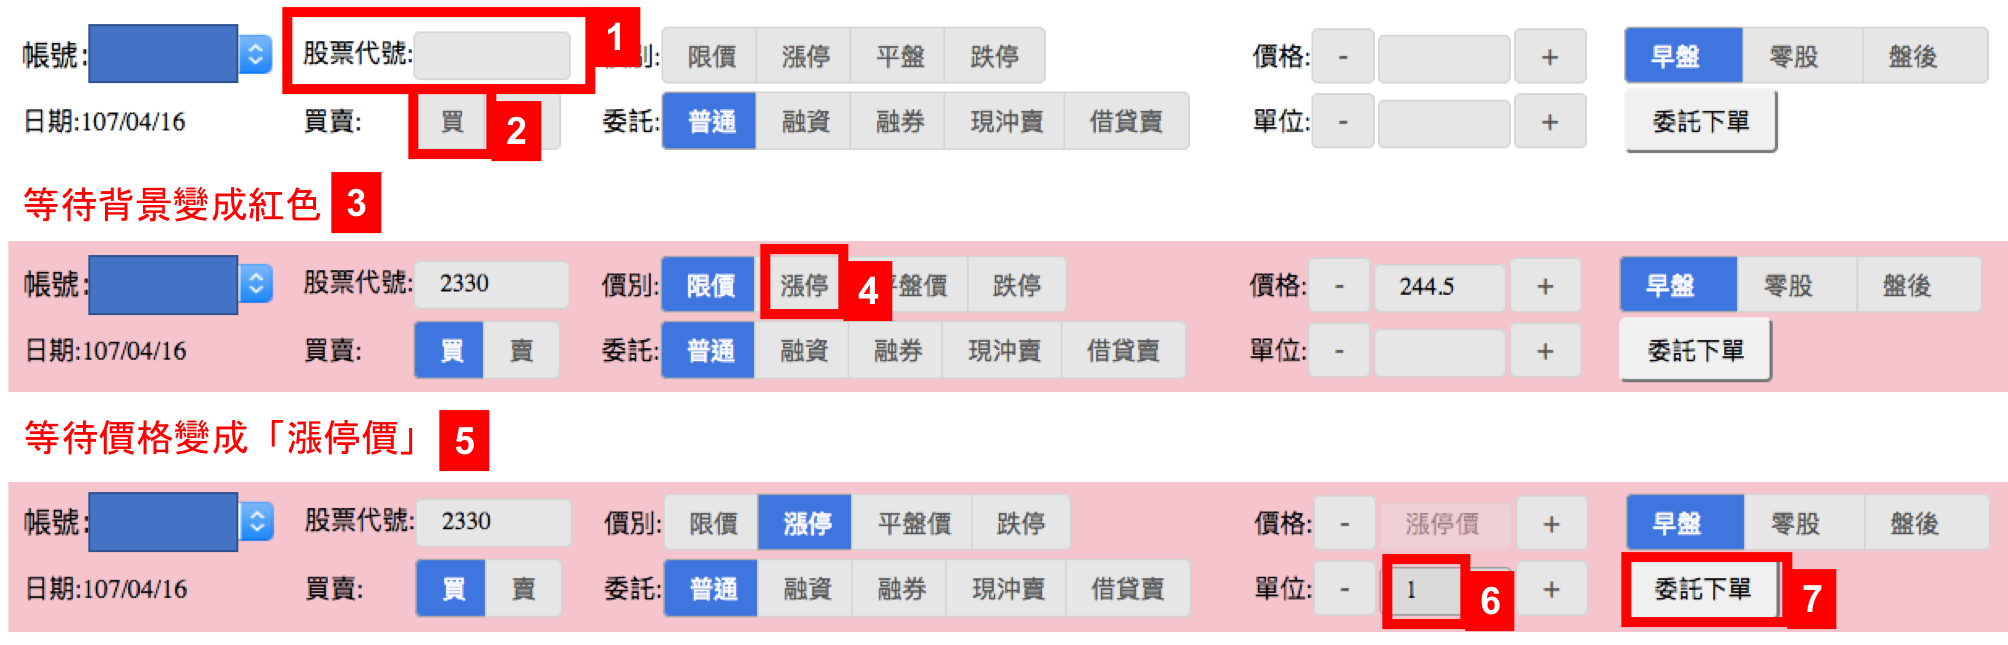 帳號: 股票代號: 1 別: 限價 漲停 平盤 跌停 價格: - + 早盤 零股 盤後
日期:107/04/16 買賣: 買 2 委託: 普通 融資 融券 現沖賣 借貸賣 單位: - + 委託下單
等待背景變成紅色 3
帳號: 股票代號: 2330 價別: 限價 漲停 4 盤價 跌停 價格: - 244.5 + 早盤 零股 盤後
日期:107/04/16 買賣: 買 賣 委託: 普通 融資 融券 現沖賣 借貸賣 單位: - + 委託下單
等待價格變成「漲停價」 5
帳號: 股票代號: 2330 價別: 限價 漲停 平盤價 跌停 價格: - 漲停價 + 早盤 零股 盤後
日期:107/04/16 買賣: 買 賣 委託: 普通 融資 融券 現沖賣 借貸賣 單位: - 1 6 + 委託下單 7